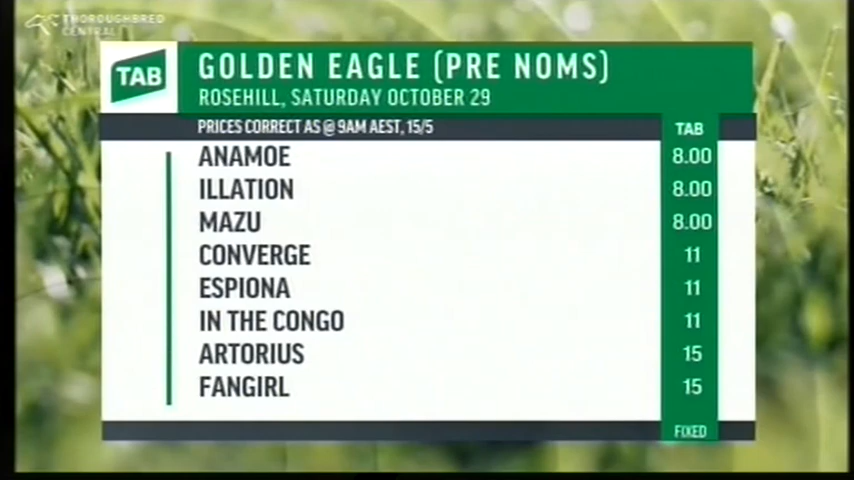 THOROUGHBRED
CENTRAL
TAB
GOLDEN EAGLE (PRE NOMS)
ROSEHILL, SATURDAY OCTOBER 29
PRICES CORRECT AS @ 9AM AEST, 15/5 TAB
ANAMOE 8.00
ILLATION 8.00
MAZU 8.00
CONVERGE 11
ESPIONA 11
IN THE CONGO 11
ARTORIUS 15
FANGIRL 15
FIXED